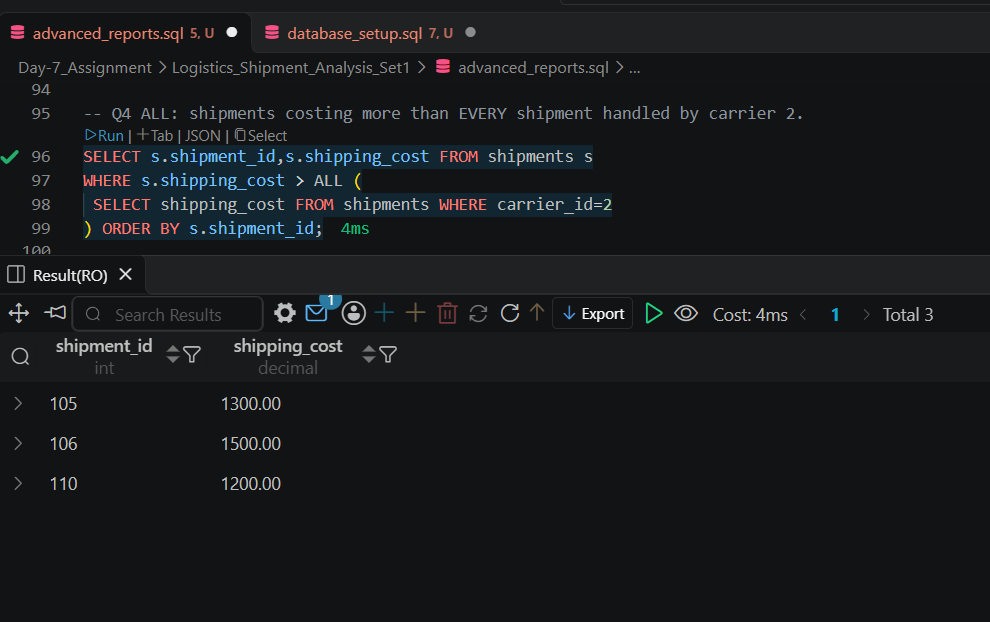 advanced_reports.sql 5, U
database_setup.sql 7, U
Day-7_Assignment > Logistics_Shipment_Analysis_Set1 > advanced_reports.sql > ...
94
95 -- Q4 ALL: shipments costing more than EVERY shipment handled by carrier 2.
Run | Tab | JSON | Select
96 SELECT s.shipment_id,s.shipping_cost FROM shipments s
97 WHERE s.shipping_cost > ALL (
98 SELECT shipping_cost FROM shipments WHERE carrier_id=2
99 ) ORDER BY s.shipment_id; 4ms
100
Result(RO)
Search Results 1 Export Cost: 4ms 1 Total 3
shipment_id shipping_cost
int decimal
105 1300.00
106 1500.00
110 1200.00